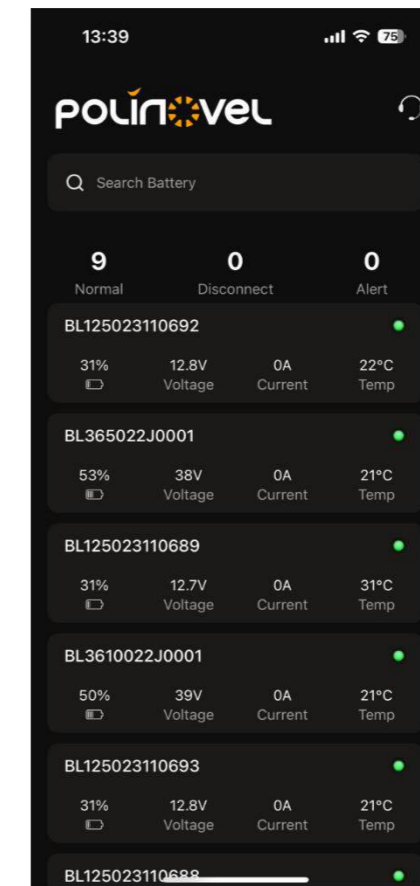 13:39 75
POLINOVEL
Search Battery
9 0 0
Normal Disconnect Alert
BL125023110692
31% 12.8V 0A 22°C
Voltage Current Temp
BL365022J0001
53% 38V 0A 21°C
Voltage Current Temp
BL125023110689
31% 12.7V 0A 31°C
Voltage Current Temp
BL3610022J0001
50% 39V 0A 21°C
Voltage Current Temp
BL125023110693
31% 12.8V 0A 21°C
Voltage Current Temp
BL125023110688